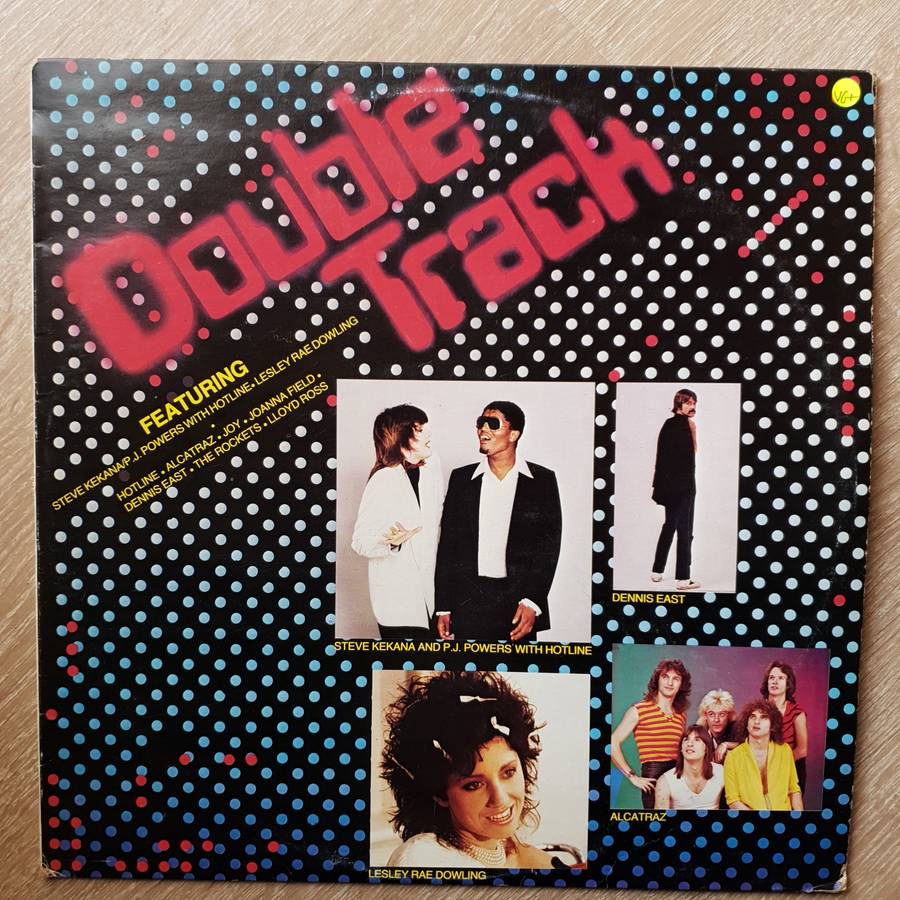 VG+
Double
Track
FEATURING
STEVE KEKANA/P.J. POWERS WITH HOTLINE • LESLEY RAE DOWLING
•
HOTLINE • ALCATRAZ • JOY • JOANNA FIELD •
DENNIS EAST • THE ROCKETS • LLOYD ROSS
DENNIS EAST
STEVE KEKANA AND P.J. POWERS WITH HOTLINE
ALCATRAZ
LESLEY RAE DOWLING